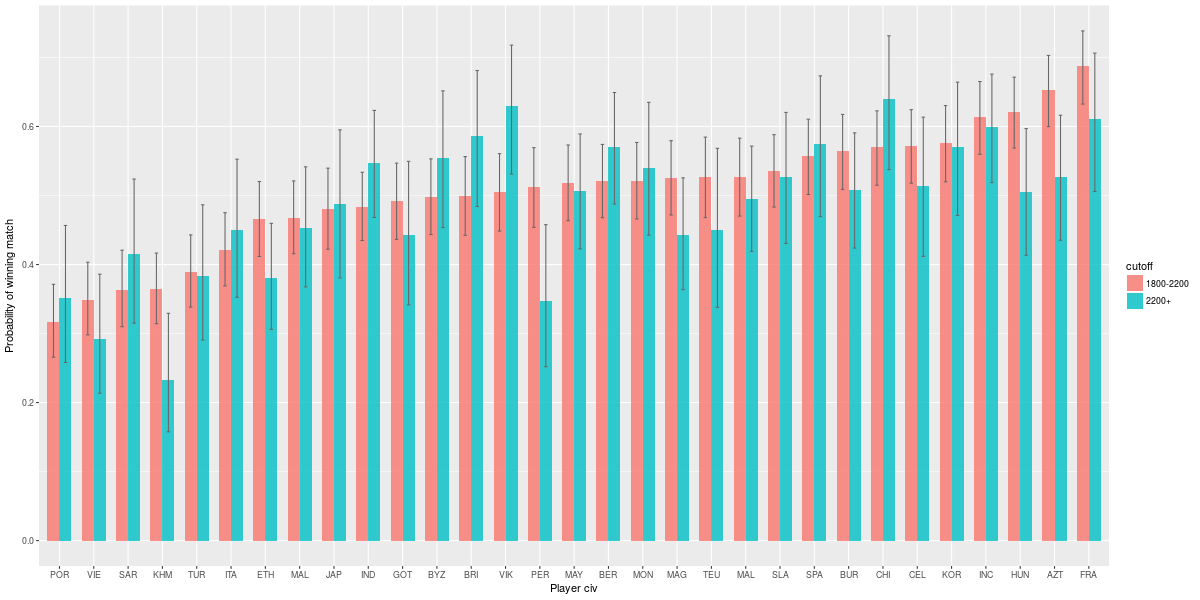 Probability of winning match
0.6
0.4
0.2
0.0
POR VIE SAR KHM TUR ITA ETH MAL JAP IND GOT BYZ BRI VIK PER MAY BER MON MAG TEU MAL SLA SPA BUR CHI CEL KOR INC HUN AZT FRA
Player civ
cutoff
1800-2200
2200+